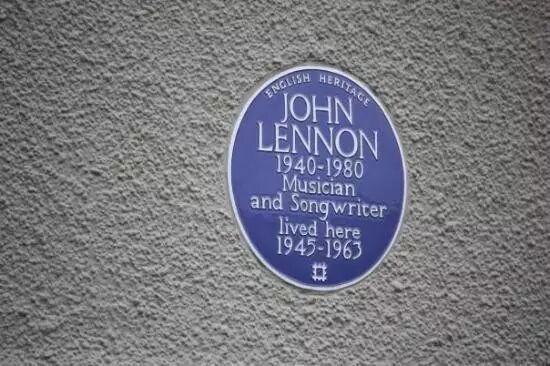 ENGLISH HERITAGE
JOHN
LENNON
1940-1980
Musician
and Songwriter
lived here
1945-1963